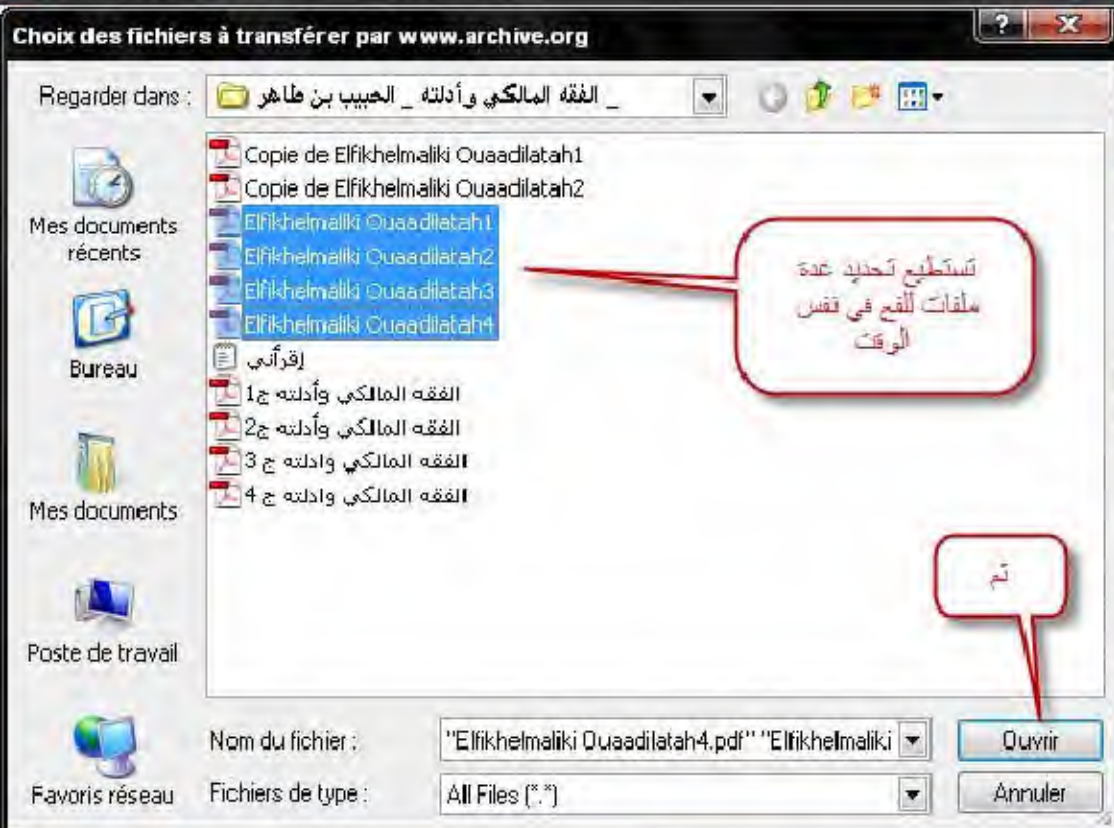 Choix des fichiers à transférer par www.archive.org
Regarder dans :
_ الفقه المالكي وأدلته _ الحبيب بن طاهر
Mes documents
récents
Bureau
Mes documents
Poste de travail
Favoris réseau
Copie de Elfikhelmaliki Ouaadilatah1
Copie de Elfikhelmaliki Ouaadilatah2
Elfikhelmaliki Ouaadilatah1
Elfikhelmaliki Ouaadilatah2
Elfikhelmaliki Ouaadilatah3
Elfikhelmaliki Ouaadilatah4
إقرأني
الفقه المالكي وأدلته ج1
الفقه المالكي وأدلته ج2
الفقه المالكي وادلته ج 3
الفقه المالكي وادلته ج 4
تستطيع تحديد عدة
ملفات في نفس
الوقت
ثم
Nom du fichier :
"Elfikhelmaliki Ouaadilatah4.pdf" "Elfikhelmaliki
Ouvrir
Fichiers de type :
All Files (*.*)
Annuler